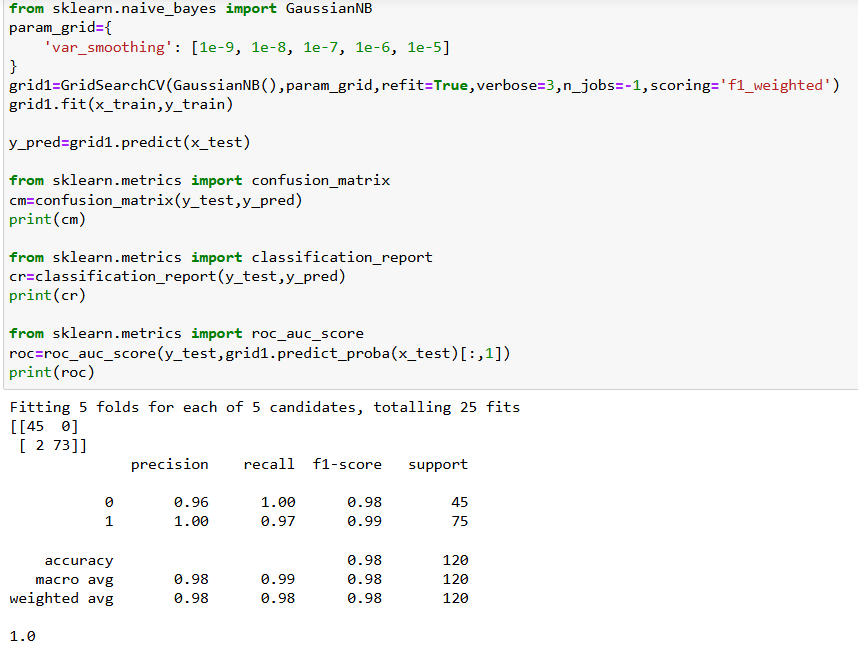 from sklearn.naive_bayes import GaussianNB
param_grid={
    'var_smoothing': [1e-9, 1e-8, 1e-7, 1e-6, 1e-5]
}
grid1=GridSearchCV(GaussianNB(),param_grid,refit=True,verbose=3,n_jobs=-1,scoring='f1_weighted')
grid1.fit(x_train,y_train)

y_pred=grid1.predict(x_test)

from sklearn.metrics import confusion_matrix
cm=confusion_matrix(y_test,y_pred)
print(cm)

from sklearn.metrics import classification_report
cr=classification_report(y_test,y_pred)
print(cr)

from sklearn.metrics import roc_auc_score
roc=roc_auc_score(y_test,grid1.predict_proba(x_test)[:,1])
print(roc)

Fitting 5 folds for each of 5 candidates, totalling 25 fits
[[45  0]
 [ 2 73]]
              precision    recall  f1-score   support

           0       0.96      1.00      0.98        45
           1       1.00      0.97      0.99        75

    accuracy                           0.98       120
   macro avg       0.98      0.99      0.98       120
weighted avg       0.98      0.98      0.98       120

1.0